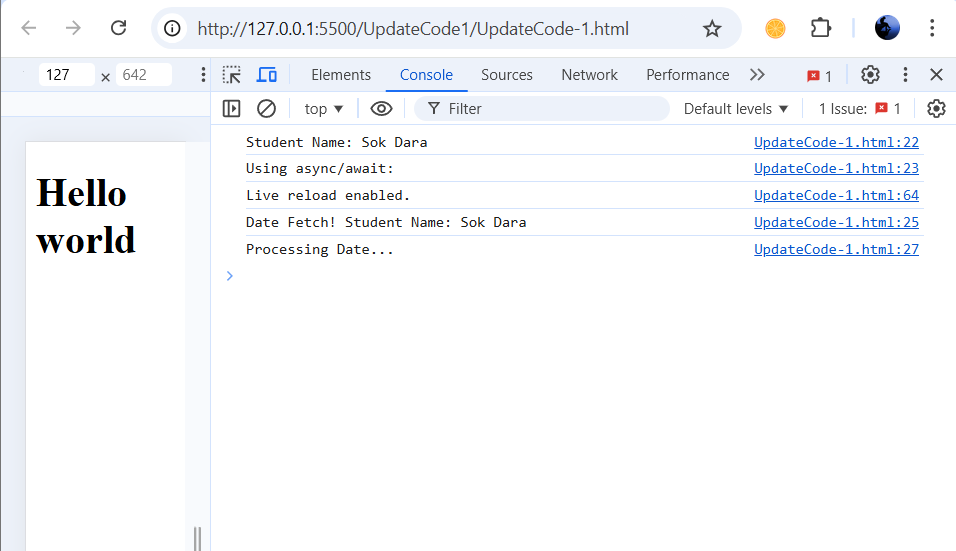 http://127.0.0.1:5500/UpdateCode1/UpdateCode-1.html
127 × 642 Elements Console Sources Network Performance 1
top Filter Default levels 1 Issue: 1
Hello
world
Student Name: Sok Dara UpdateCode-1.html:22
Using async/await: UpdateCode-1.html:23
Live reload enabled. UpdateCode-1.html:64
Date Fetch! Student Name: Sok Dara UpdateCode-1.html:25
Processing Date... UpdateCode-1.html:27